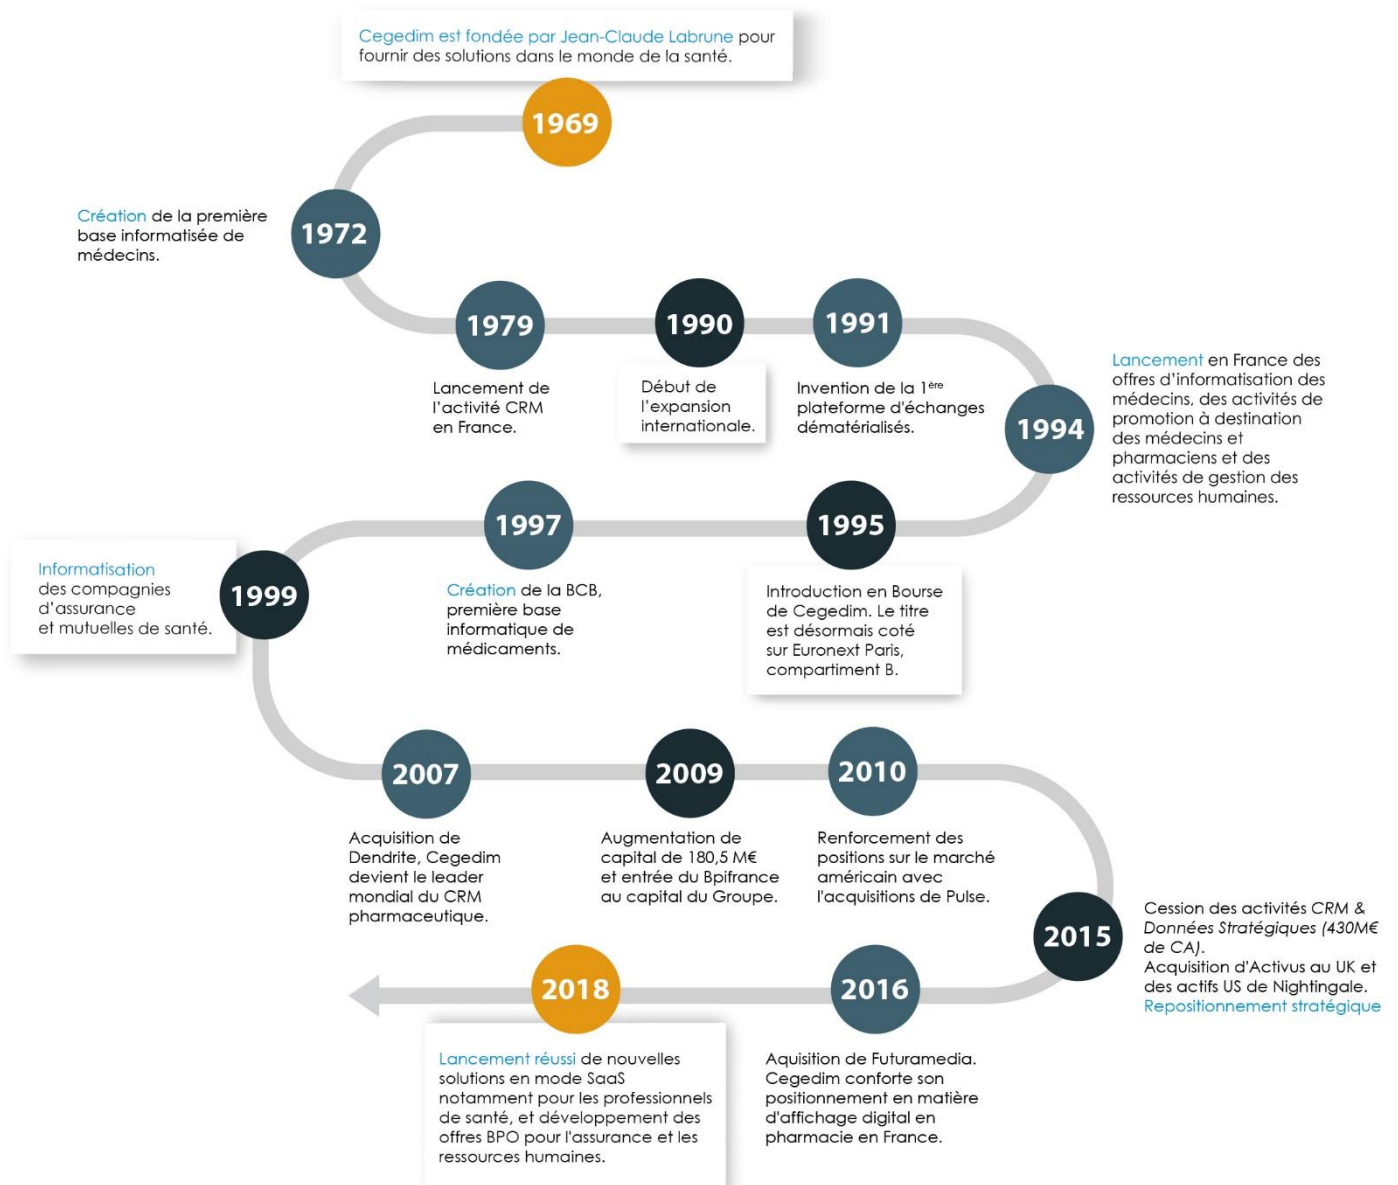 Cegedim est fondée par Jean-Claude Labrune pour
fournir des solutions dans le monde de la santé.
1969
1972
Création de la première
base informatisée de
médecins.
1979
Lancement de
l'activité CRM
en France.
1990
Début de
l'expansion
internationale.
1991
Invention de la 1ère
plateforme d'échanges
dématérialisés.
1994
Lancement en France des
offres d'informatisation des
médecins, des activités de
promotion à destination
des médecins et
pharmaciens et des
activités de gestion des
ressources humaines.
1995
Introduction en Bourse
de Cegedim. Le titre
est désormais coté
sur Euronext Paris,
compartiment B.
1997
Création de la BCB,
première base
informatique de
médicaments.
1999
Informatisation
des compagnies
d'assurance
et mutuelles de santé.
2007
Acquisition de
Dendrite, Cegedim
devient le leader
mondial du CRM
pharmaceutique.
2009
Augmentation de
capital de 180,5 M€
et entrée du Bpifrance
au capital du Groupe.
2010
Renforcement des
positions sur le marché
américain avec
l'acquisitions de Pulse.
2015
Cession des activités CRM &
Données Stratégiques (430M€
de CA).
Acquisition d'Activus au UK et
des actifs US de Nightingale.
Repositionnement stratégique
2016
Aquisition de Futuramedia.
Cegedim conforte son
positionnement en matière
d'affichage digital en
pharmacie en France.
2018
Lancement réussi de nouvelles
solutions en mode SaaS
notamment pour les professionnels
de santé, et développement des
offres BPO pour l'assurance et les
ressources humaines.